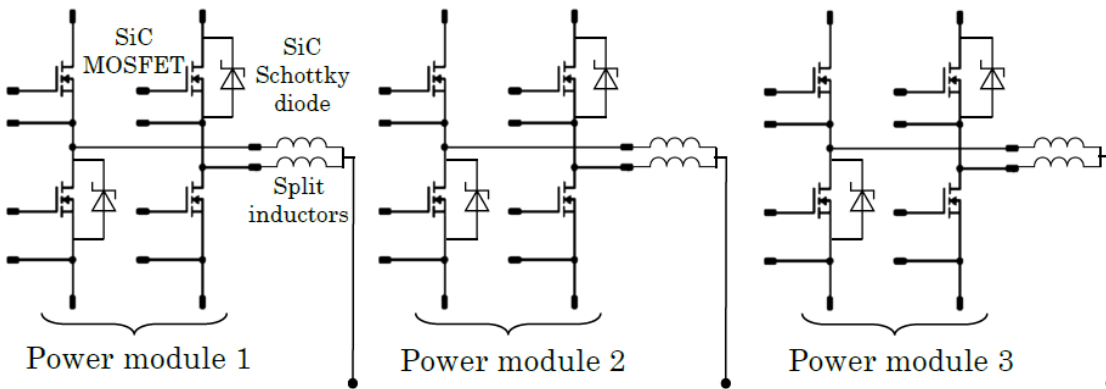 SiC
MOSFET
SiC
Schottky
diode
Split
inductors
Power module 1
Power module 2
Power module 3